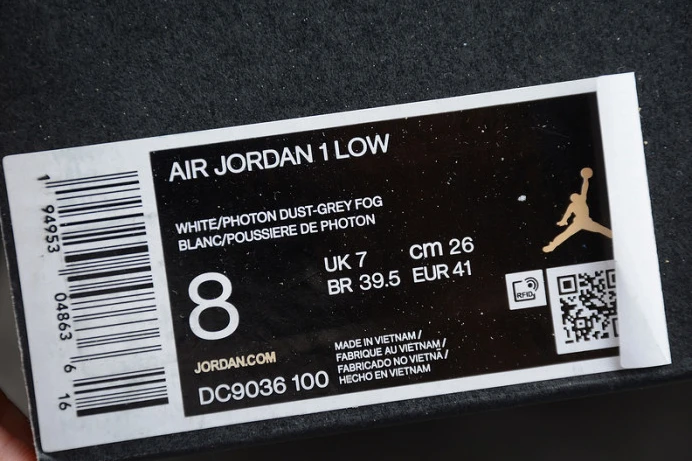 AIR JORDAN 1 LOW
WHITE/PHOTON DUST-GREY FOG
BLANC/POUSSIERE DE PHOTON
8
UK 7 cm 26
BR 39.5 EUR 41
JORDAN.COM
DC9036 100
MADE IN VIETNAM /
FABRIQUE AU VIETNAM /
FABRICADO NO VIETNÃ /
HECHO EN VIETNAM
RFID
1 94953 04863 6 16